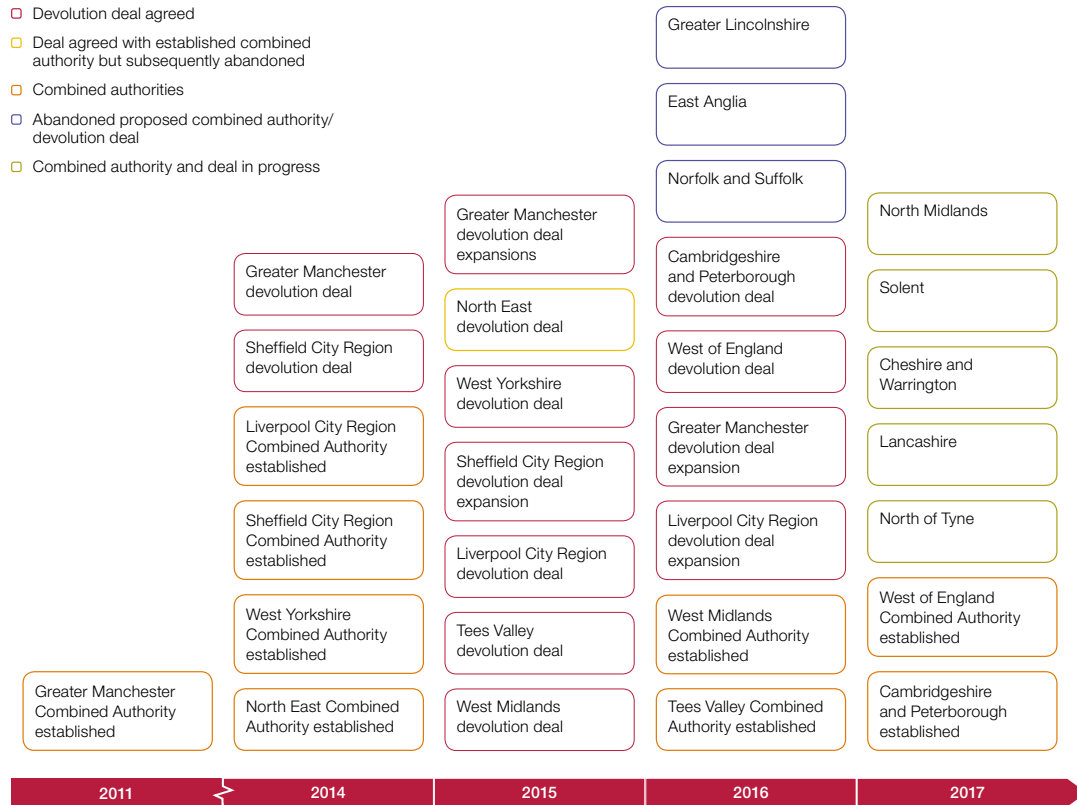 Devolution deal agreed
Deal agreed with established combined
authority but subsequently abandoned
Combined authorities
Abandoned proposed combined authority/
devolution deal
Combined authority and deal in progress
Greater Manchester
Combined Authority
established
Greater Manchester
devolution deal
Sheffield City Region
devolution deal
Liverpool City Region
Combined Authority
established
Sheffield City Region
Combined Authority
established
West Yorkshire
Combined Authority
established
North East Combined
Authority established
Greater Manchester
devolution deal
expansions
North East
devolution deal
West Yorkshire
devolution deal
Sheffield City Region
devolution deal
expansion
Liverpool City Region
devolution deal
Tees Valley
devolution deal
West Midlands
devolution deal
Greater Lincolnshire
East Anglia
Norfolk and Suffolk
Cambridgeshire
and Peterborough
devolution deal
West of England
devolution deal
Greater Manchester
devolution deal
expansion
Liverpool City Region
devolution deal
expansion
West Midlands
Combined Authority
established
Tees Valley Combined
Authority established
North Midlands
Solent
Cheshire and
Warrington
Lancashire
North of Tyne
West of England
Combined Authority
established
Cambridgeshire
and Peterborough
established
2011
2014
2015
2016
2017